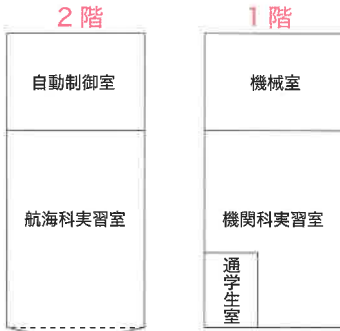 2階
自動制御室
航海科実習室
1階
機械室
機関科実習室
通学生室